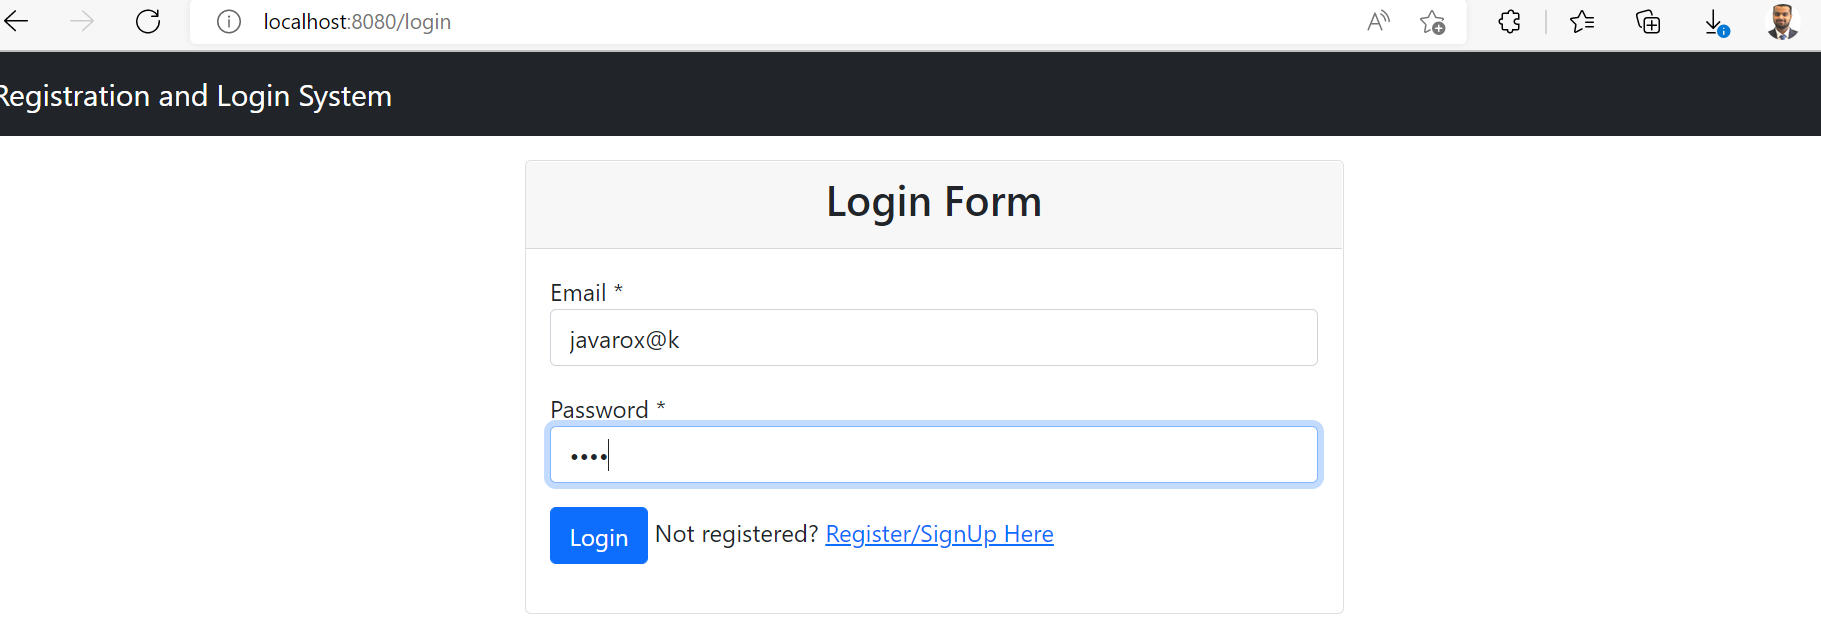 localhost:8080/login
Registration and Login System
Login Form
Email *
javarox@k
Password *
••••
Login Not registered? Register/SignUp Here